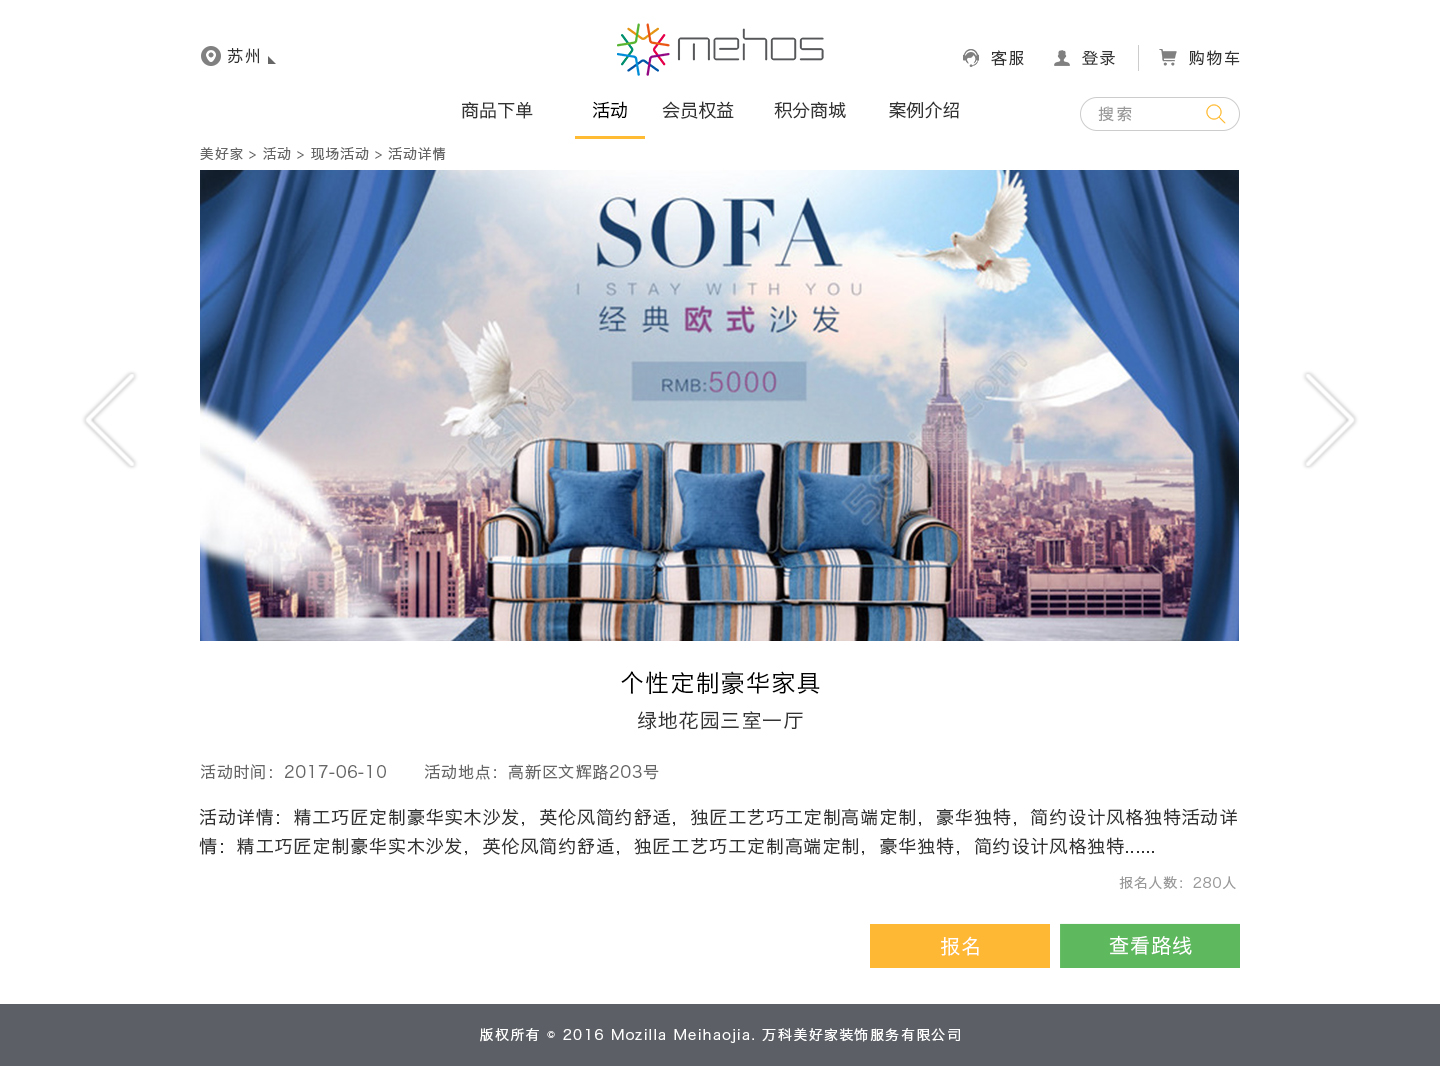 苏州
mehos
客服
登录
购物车
商品下单
活动
会员权益
积分商城
案例介绍
搜索
美好家 > 活动 > 现场活动 > 活动详情
SOFA
I STAY WITH YOU
经典欧式沙发
RMB:5000
个性定制豪华家具
绿地花园三室一厅
活动时间：2017-06-10
活动地点：高新区文辉路203号
活动详情：精工巧匠定制豪华实木沙发，英伦风简约舒适，独匠工艺巧工定制高端定制，豪华独特，简约设计风格独特活动详
情：精工巧匠定制豪华实木沙发，英伦风简约舒适，独匠工艺巧工定制高端定制，豪华独特，简约设计风格独特......
报名人数：280人
报名
查看路线
版权所有 © 2016 Mozilla Meihaojia. 万科美好家装饰服务有限公司